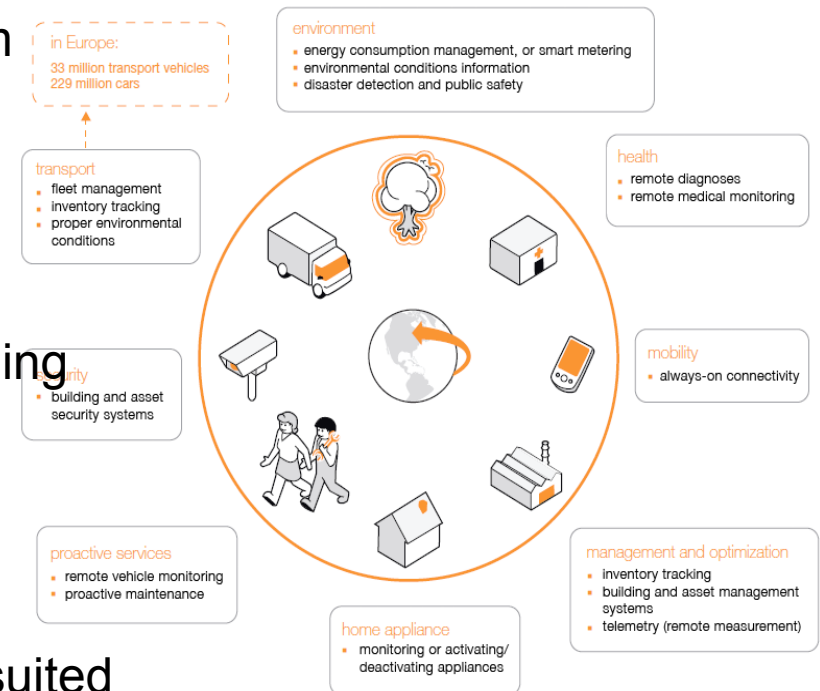 n
in Europe:
33 million transport vehicles
229 million cars
environment
▪ energy consumption management, or smart metering
▪ environmental conditions information
▪ disaster detection and public safety
transport
▪ fleet management
▪ inventory tracking
▪ proper environmental
conditions
health
▪ remote diagnoses
▪ remote medical monitoring
ing
▪ building and asset
security systems
mobility
▪ always-on connectivity
proactive services
▪ remote vehicle monitoring
▪ proactive maintenance
management and optimization
▪ inventory tracking
▪ building and asset management
systems
▪ telemetry (remote measurement)
home appliance
▪ monitoring or activating/
deactivating appliances
suited